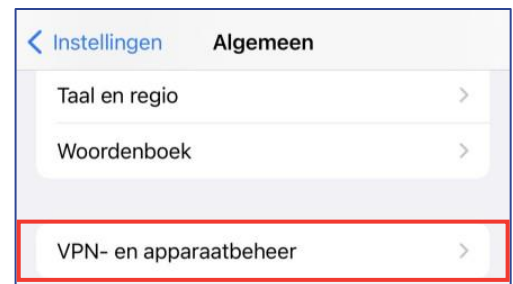 Instellingen Algemeen
Taal en regio
Woordenboek
VPN- en apparaatbeheer